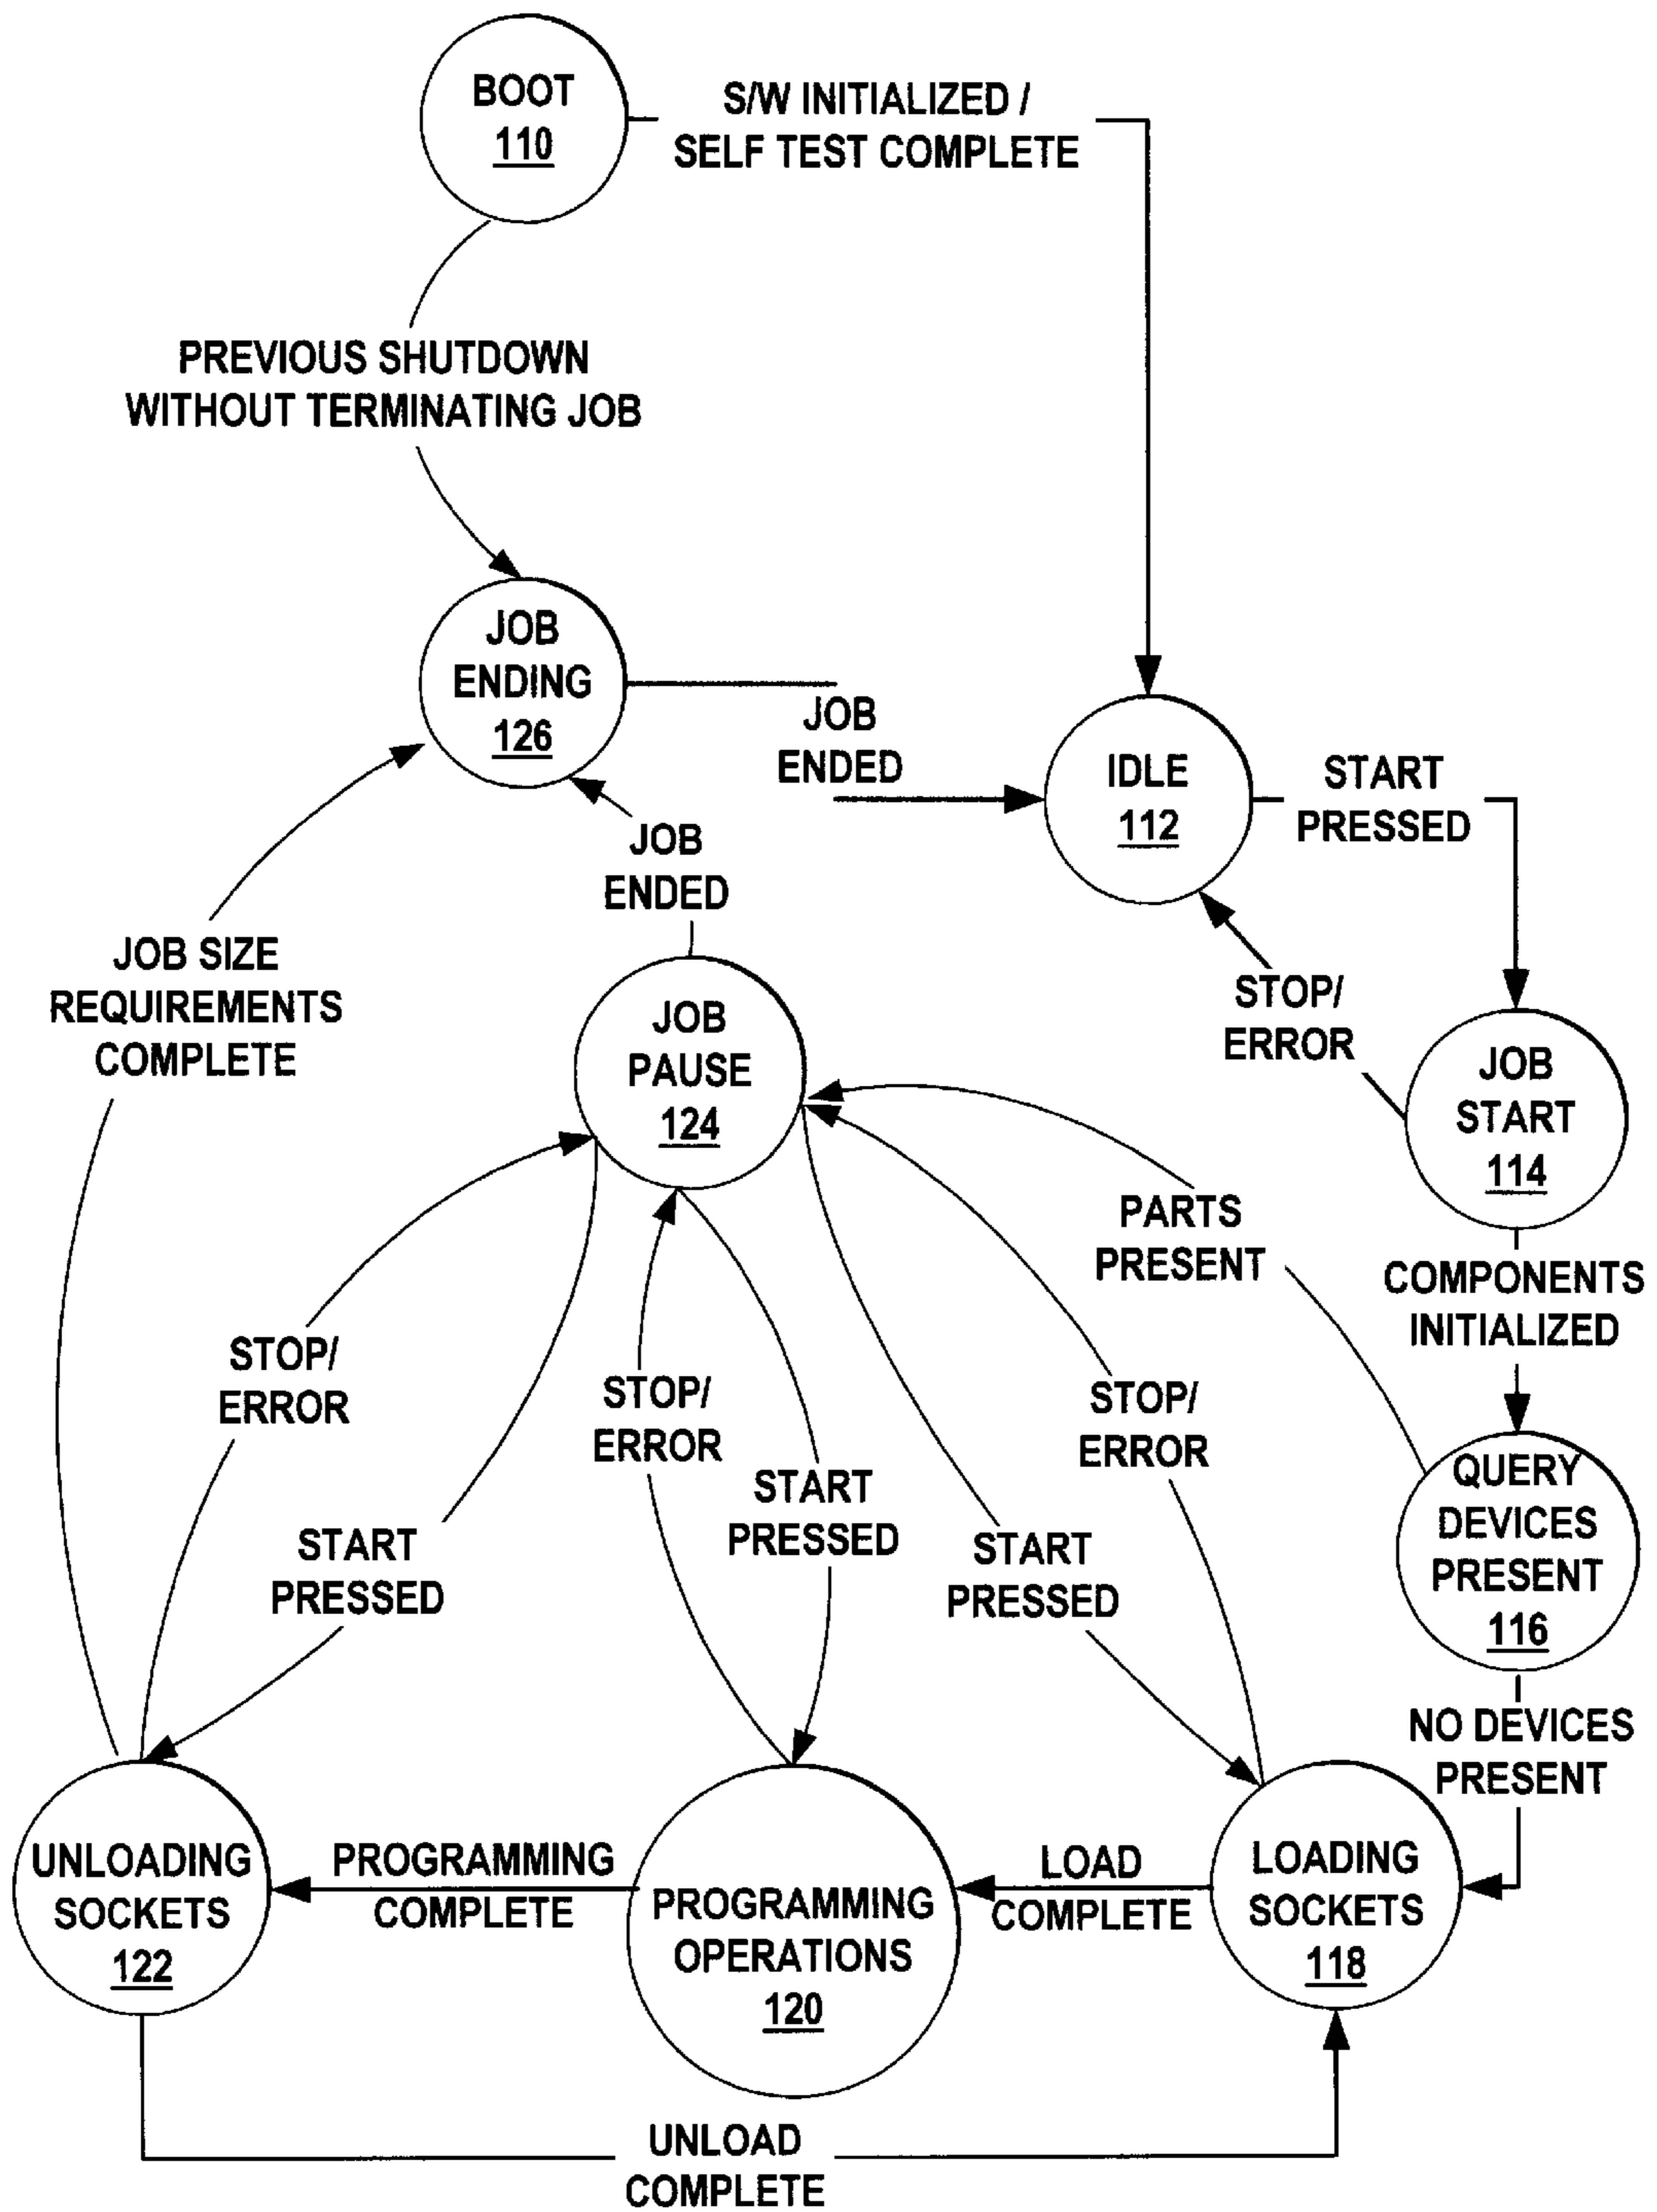 BOOT
110
S/W INITIALIZED /
SELF TEST COMPLETE
PREVIOUS SHUTDOWN
WITHOUT TERMINATING JOB
JOB
ENDING
126
JOB
ENDED
IDLE
112
START
PRESSED
JOB
ENDED
JOB SIZE
REQUIREMENTS
COMPLETE
STOP/
ERROR
JOB
PAUSE
124
JOB
START
114
PARTS
PRESENT
COMPONENTS
INITIALIZED
STOP/
ERROR
STOP/
ERROR
STOP/
ERROR
START
PRESSED
START
PRESSED
START
PRESSED
QUERY
DEVICES
PRESENT
116
NO DEVICES
PRESENT
UNLOADING
SOCKETS
122
PROGRAMMING
COMPLETE
PROGRAMMING
OPERATIONS
120
LOAD
COMPLETE
LOADING
SOCKETS
118
UNLOAD
COMPLETE